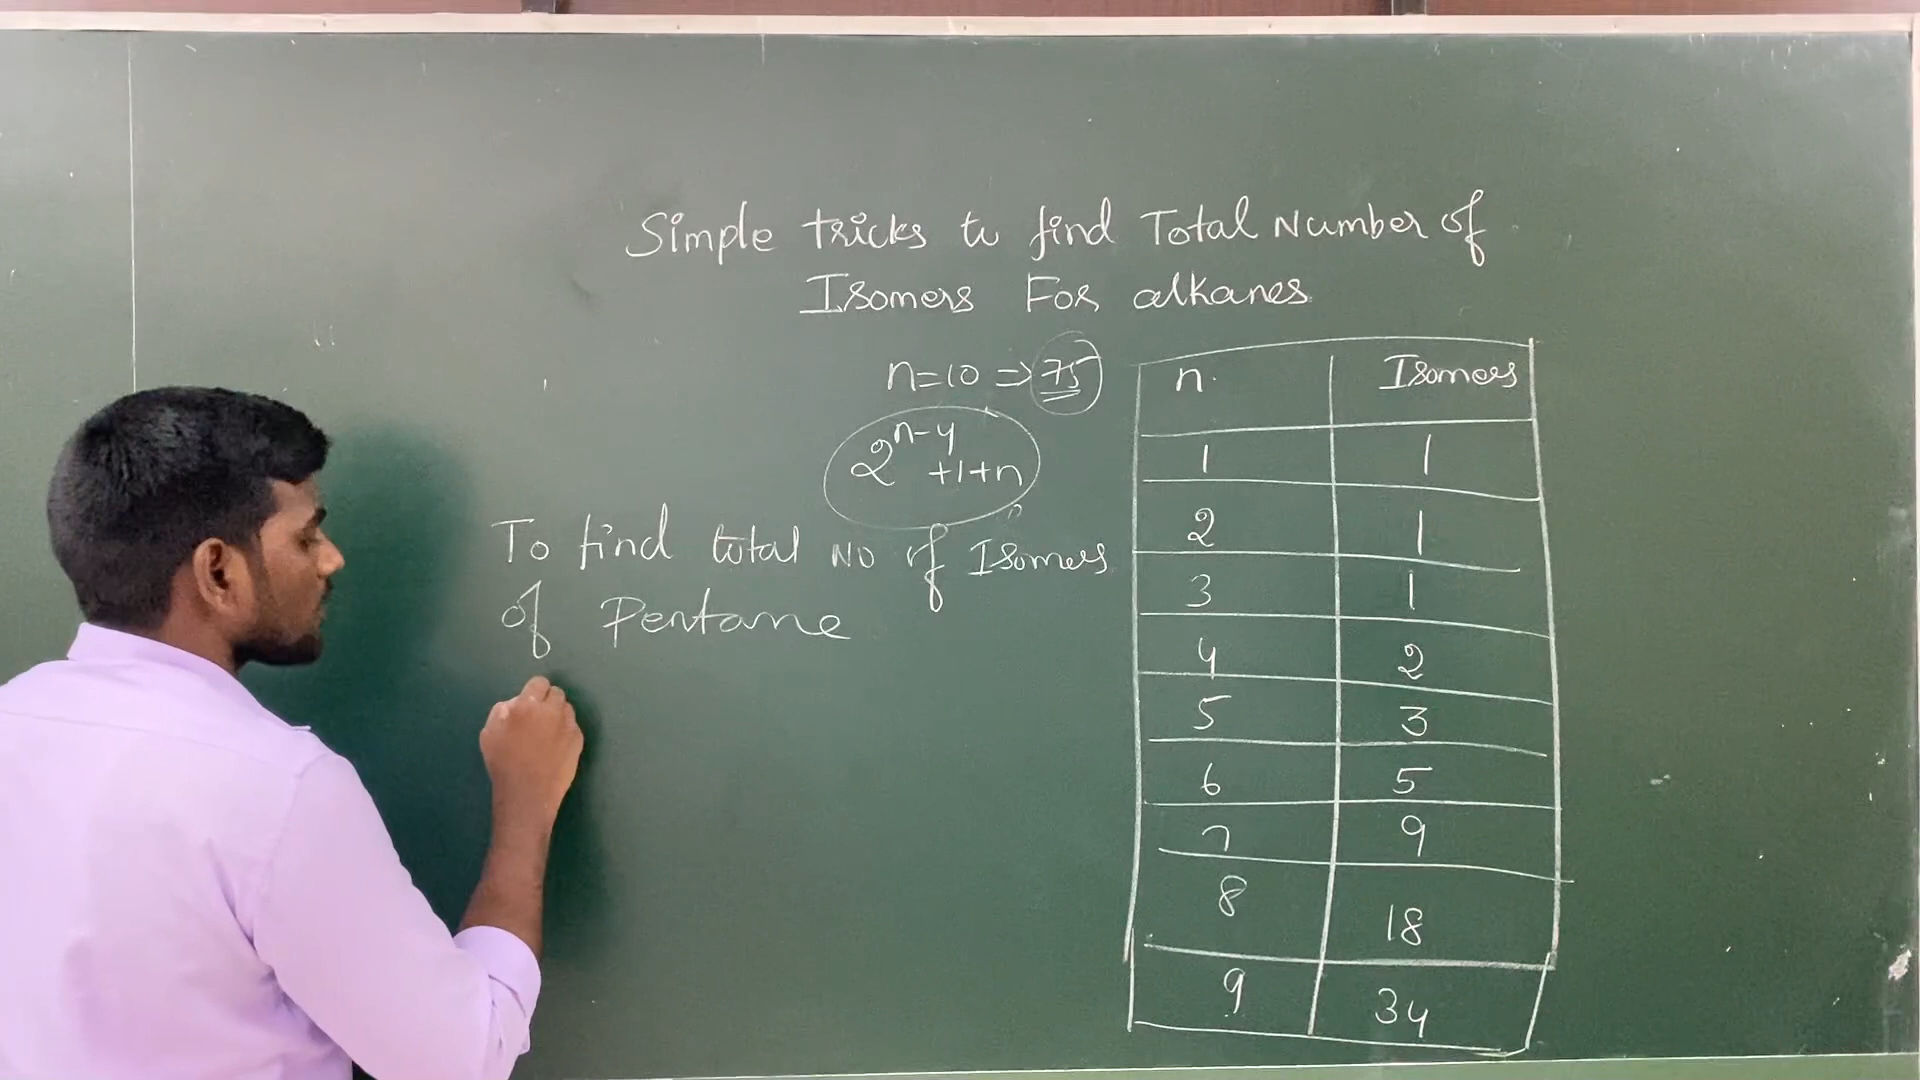 Simple tricks to find Total Number of
Isomers For alkanes
n=10 => 75
2^n-4 +1+n
To find total No of Isomers
of Pentane
n. Isomers
1 1
2 1
3 1
4 2
5 3
6 5
7 9
8 18
9 34